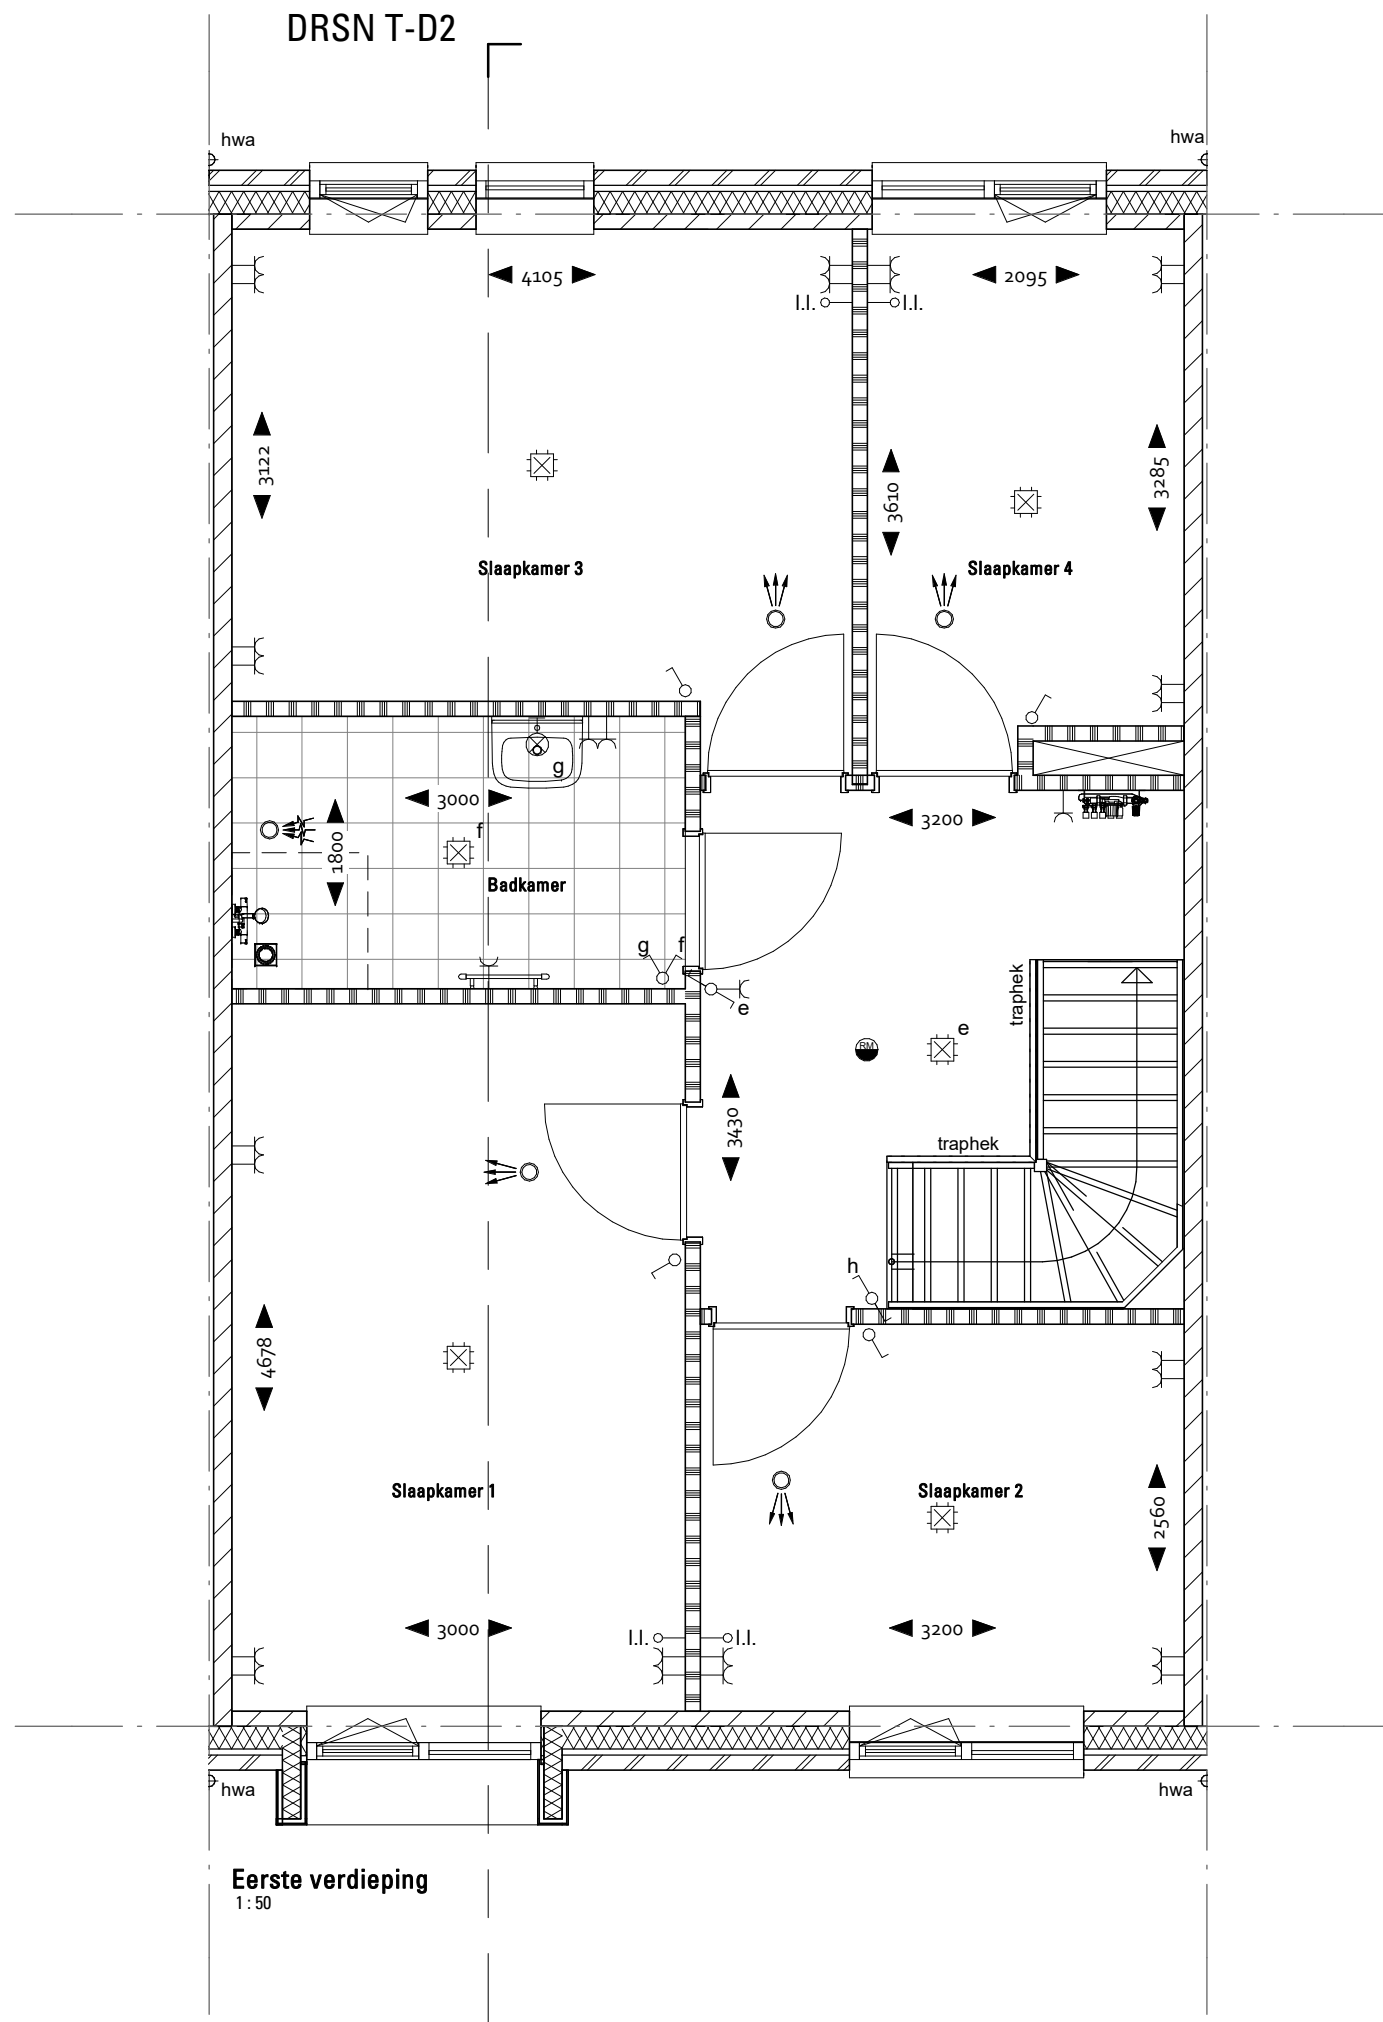 DRSN T-D2
hwa
hwa
4105
2095
l.l.
l.l.
3122
3610
3285
Slaapkamer 3
Slaapkamer 4
g
3000
3200
f
1800
Badkamer
g
f
e
traphek
RM
e
3430
traphek
h
4678
Slaapkamer 1
Slaapkamer 2
2560
3000
3200
l.l.
l.l.
hwa
hwa
Eerste verdieping
1 : 50